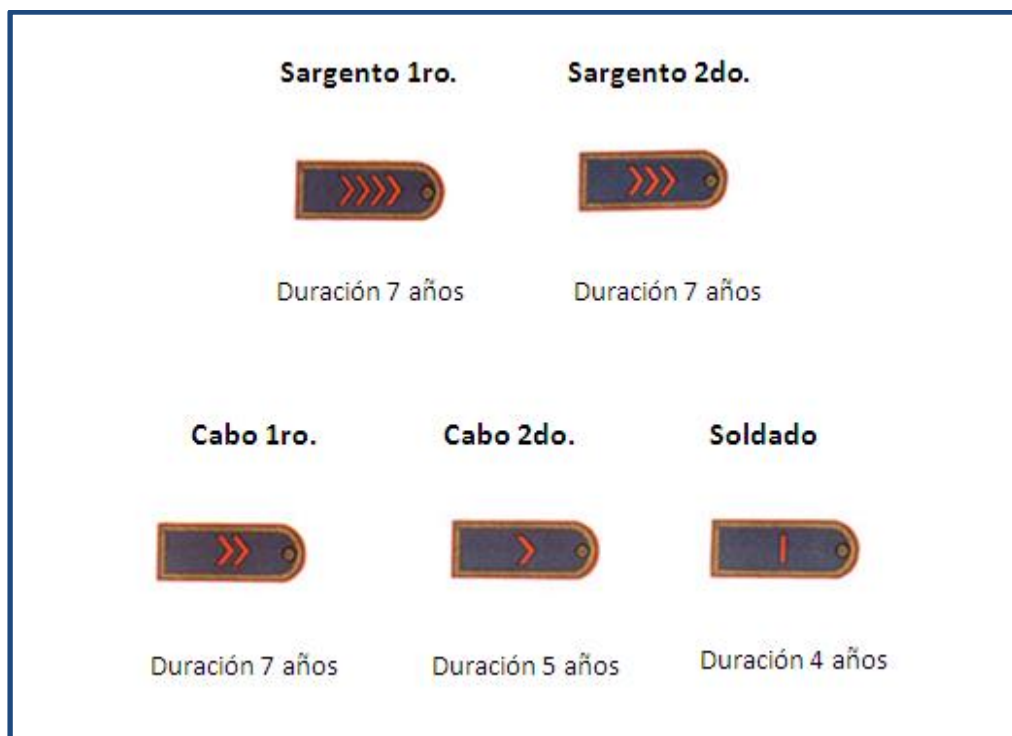 Sargento 1ro. Sargento 2do.
Duración 7 años Duración 7 años
Cabo 1ro. Cabo 2do. Soldado
Duración 7 años Duración 5 años Duración 4 años